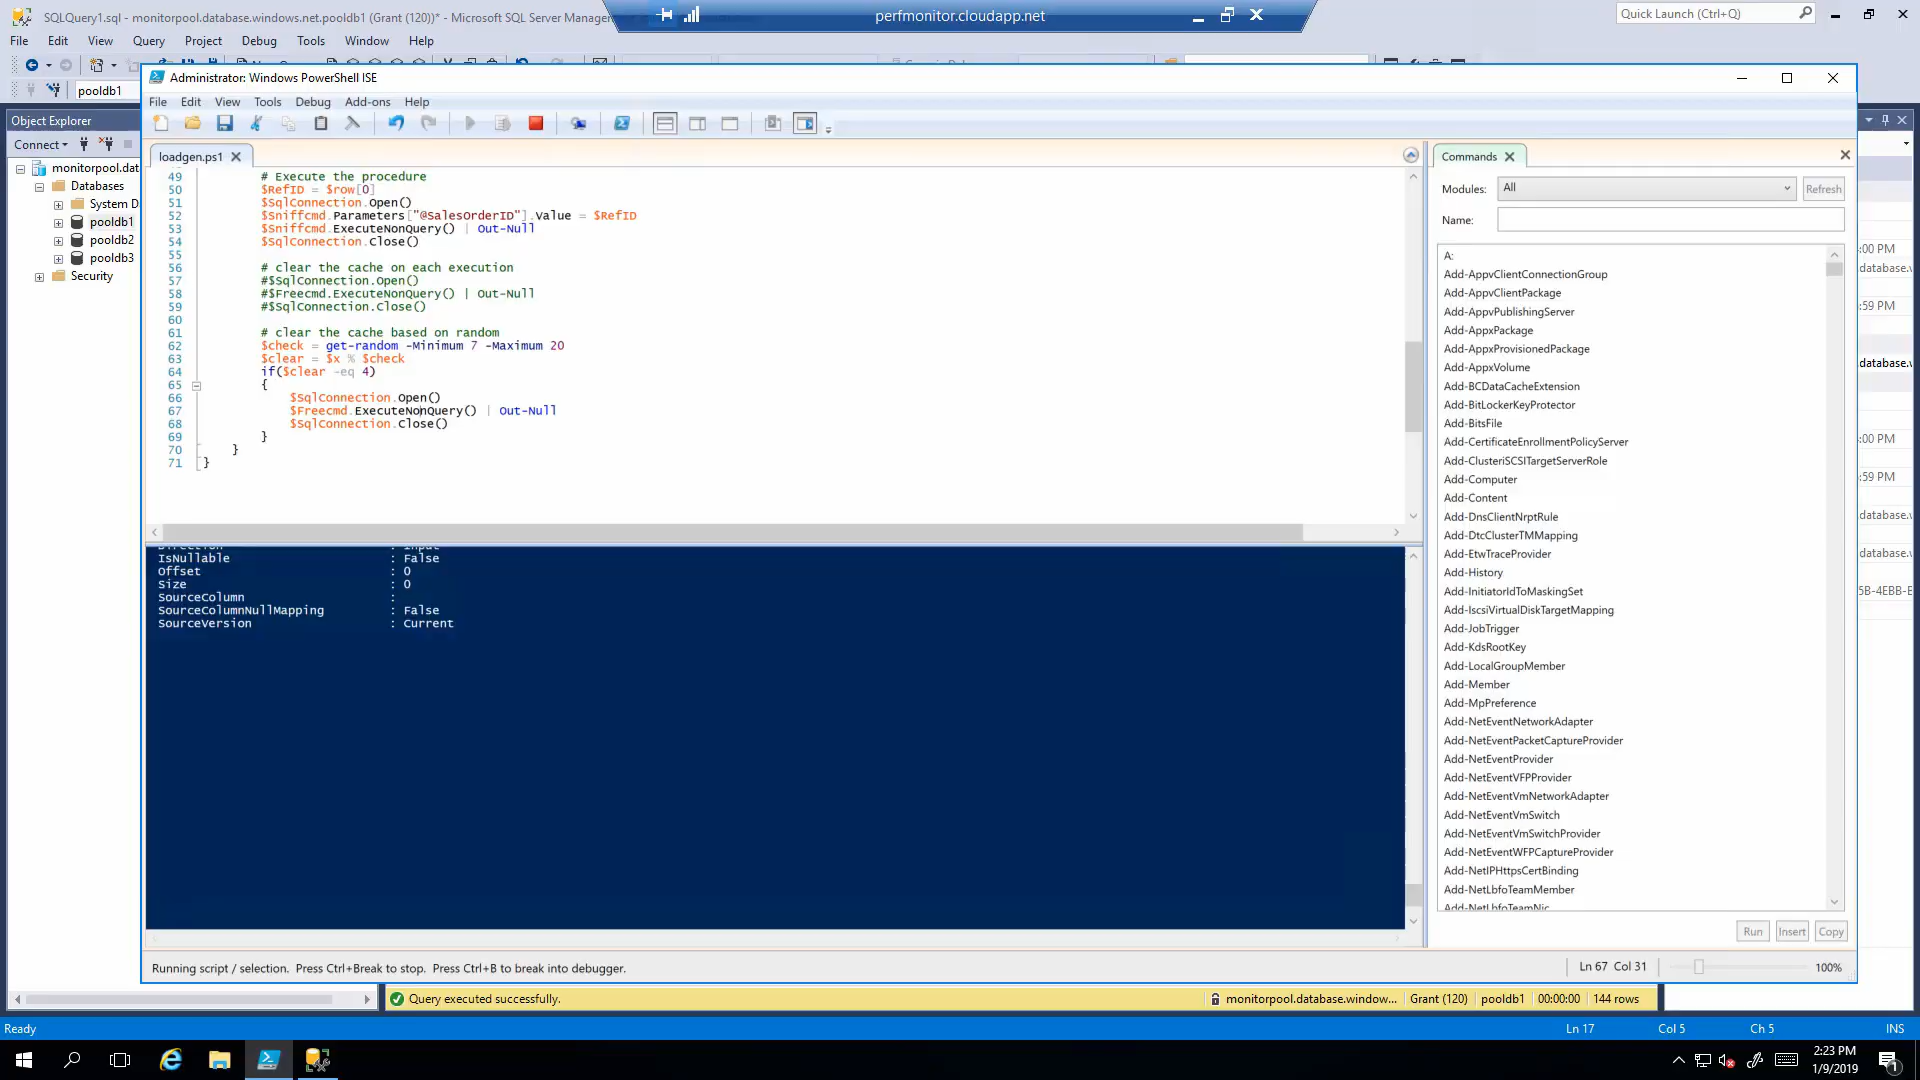 SQLQuery1.sql - monitorpool.database.windows.net.pooldb1 (Grant (120))* - Microsoft SQL Server Manag
perfmonitor.cloudapp.net
Quick Launch (Ctrl+Q)
File Edit View Query Project Debug Tools Window Help
pooldb1
Administrator: Windows PowerShell ISE
File Edit View Tools Debug Add-ons Help
Object Explorer
Connect
monitorpool.dat
Databases
System D
pooldb1
pooldb2
pooldb3
Security
loadgen.ps1
49 # Execute the procedure
50 $RefID = $row[0]
51 $SqlConnection.Open()
52 $Sniffcmd.Parameters["@SalesOrderID"].Value = $RefID
53 $Sniffcmd.ExecuteNonQuery() | Out-Null
54 $SqlConnection.Close()
55
56 # clear the cache on each execution
57 #$SqlConnection.Open()
58 #$Freecmd.ExecuteNonQuery() | Out-Null
59 #$SqlConnection.Close()
60
61 # clear the cache based on random
62 $check = get-random -Minimum 7 -Maximum 20
63 $clear = $x % $check
64 if($clear -eq 4)
65 {
66 $SqlConnection.Open()
67 $Freecmd.ExecuteNonQuery() | Out-Null
68 $SqlConnection.Close()
69 }
70 }
71 }
Direction : Input
IsNullable : False
Offset : 0
Size : 0
SourceColumn :
SourceColumnNullMapping : False
SourceVersion : Current
Commands
Modules: All Refresh
Name:
A:
Add-AppvClientConnectionGroup
Add-AppvClientPackage
Add-AppvPublishingServer
Add-AppxPackage
Add-AppxProvisionedPackage
Add-AppxVolume
Add-BCDataCacheExtension
Add-BitLockerKeyProtector
Add-BitsFile
Add-CertificateEnrollmentPolicyServer
Add-ClusteriSCSITargetServerRole
Add-Computer
Add-Content
Add-DnsClientNrptRule
Add-DtcClusterTMMapping
Add-EtwTraceProvider
Add-History
Add-InitiatorIdToMaskingSet
Add-IscsiVirtualDiskTargetMapping
Add-JobTrigger
Add-KdsRootKey
Add-LocalGroupMember
Add-Member
Add-MpPreference
Add-NetEventNetworkAdapter
Add-NetEventPacketCaptureProvider
Add-NetEventProvider
Add-NetEventVFPProvider
Add-NetEventVmNetworkAdapter
Add-NetEventVmSwitch
Add-NetEventVmSwitchProvider
Add-NetEventWFPCaptureProvider
Add-NetIPHttpsCertBinding
Add-NetLbfoTeamMember
Add-NetLbfoTeamNic
Run Insert Copy
:00 PM
database.v
:59 PM
database.w
:00 PM
:59 PM
database.v
database.v
5B-4EBB-E
Running script / selection. Press Ctrl+Break to stop. Press Ctrl+B to break into debugger.
Ln 67 Col 31
100%
Query executed successfully.
monitorpool.database.window... Grant (120) pooldb1 00:00:00 144 rows
Ready
Ln 17 Col 5 Ch 5 INS
2:23 PM
1/9/2019
1